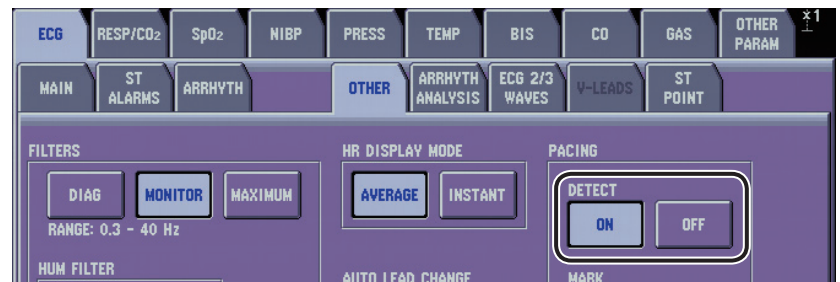 ECG RESP/CO₂ SpO₂ NIBP PRESS TEMP BIS CO GAS OTHER PARAM x1
MAIN ST ALARMS ARRHYTH OTHER ARRHYTH ANALYSIS ECG 2/3 WAVES V-LEADS ST POINT
FILTERS HR DISPLAY MODE PACING
DETECT
DIAG MONITOR MAXIMUM AVERAGE INSTANT ON OFF
RANGE: 0.3 - 40 Hz
HUM FILTER AUTO LEAD CHANGE MARK